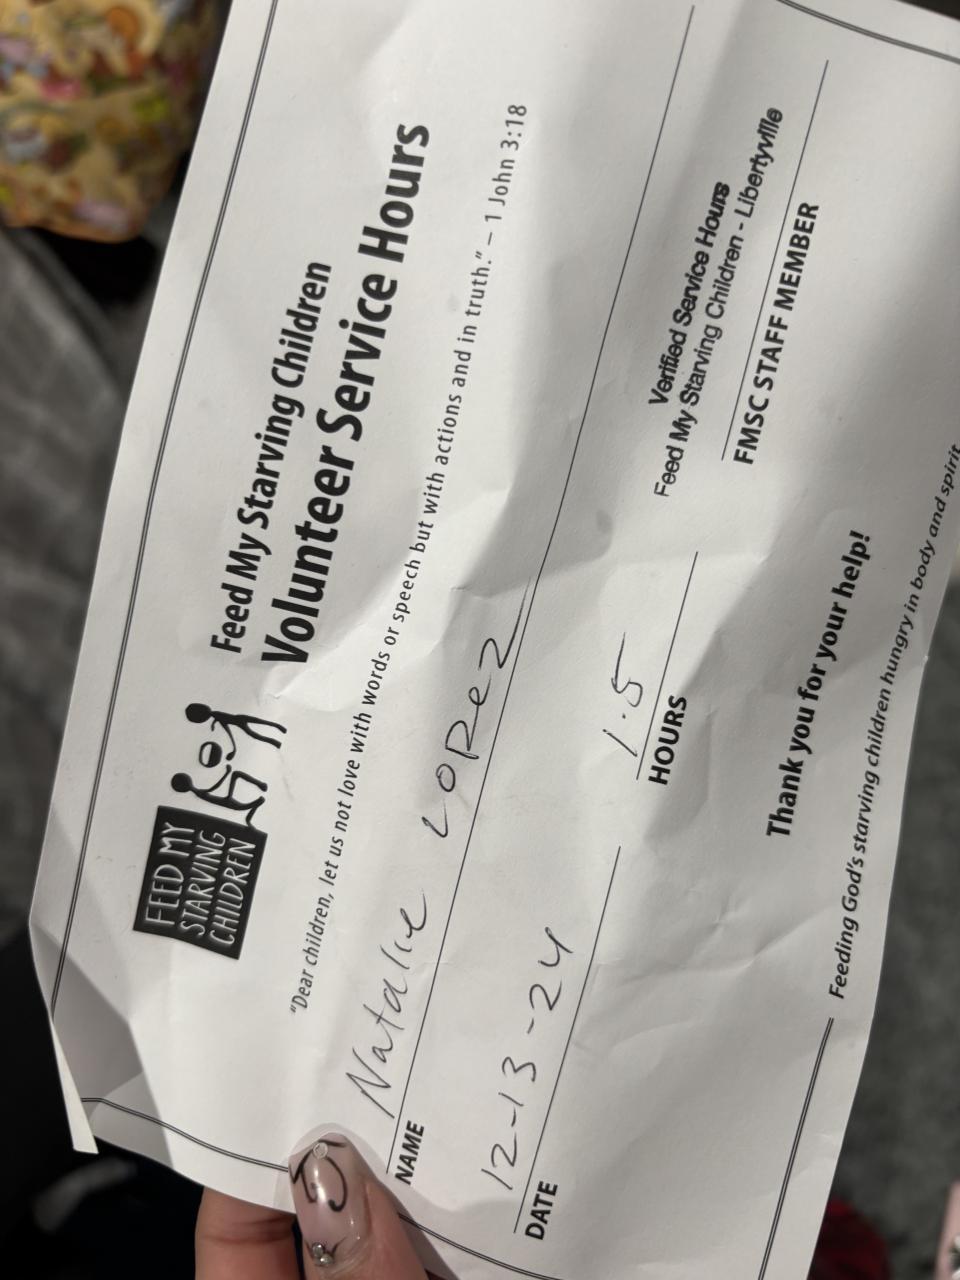 FEED MY
STARVING
CHILDREN
Feed My Starving Children
Volunteer Service Hours
"Dear children, let us not love with words or speech but with actions and in truth." – 1 John 3:18
Natalie Lopez
NAME
12-13-24
DATE
1.5
HOURS
Verified Service Hours
Feed My Starving Children - Libertyville
FMSC STAFF MEMBER
Thank you for your help!
Feeding God's starving children hungry in body and spirit